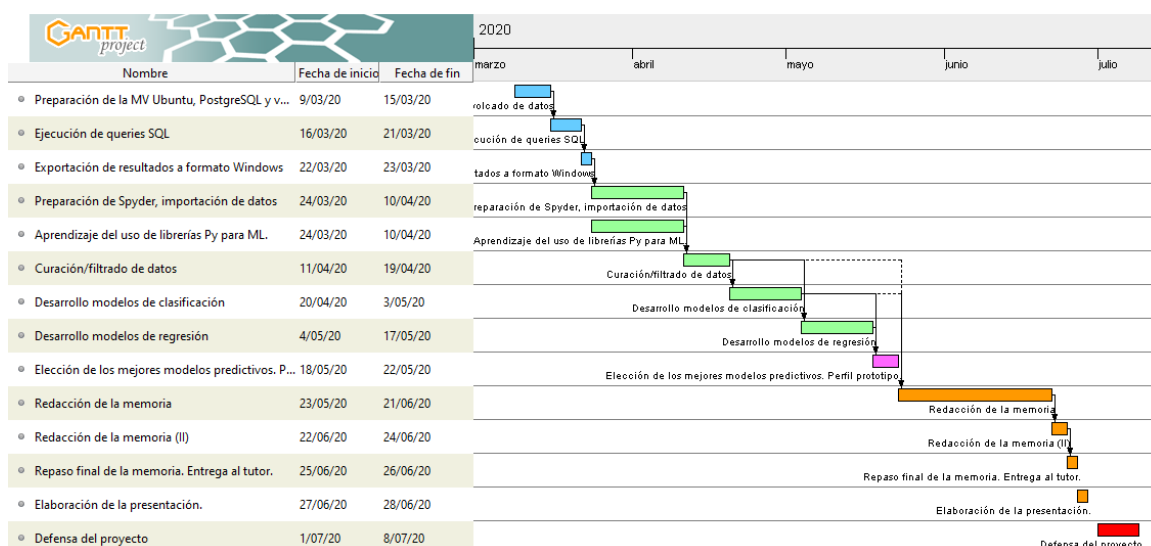 GANTT project
2020
marzo abril mayo junio julio
Nombre Fecha de inicio Fecha de fin
Preparación de la MV Ubuntu, PostgreSQL y v... 9/03/20 15/03/20
volcado de datos
Ejecución de queries SQL 16/03/20 21/03/20
cución de queries SQL
Exportación de resultados a formato Windows 22/03/20 23/03/20
tados a formato Windows
Preparación de Spyder, importación de datos 24/03/20 10/04/20
reparación de Spyder, importación de datos
Aprendizaje del uso de librerías Py para ML. 24/03/20 10/04/20
Aprendizaje del uso de librerías Py para ML.
Curación/filtrado de datos 11/04/20 19/04/20
Curación/filtrado de datos
Desarrollo modelos de clasificación 20/04/20 3/05/20
Desarrollo modelos de clasificación
Desarrollo modelos de regresión 4/05/20 17/05/20
Desarrollo modelos de regresión
Elección de los mejores modelos predictivos. P... 18/05/20 22/05/20
Elección de los mejores modelos predictivos. Perfil prototipo
Redacción de la memoria 23/05/20 21/06/20
Redacción de la memoria
Redacción de la memoria (II) 22/06/20 24/06/20
Redacción de la memoria (II)
Repaso final de la memoria. Entrega al tutor. 25/06/20 26/06/20
Repaso final de la memoria. Entrega al tutor.
Elaboración de la presentación. 27/06/20 28/06/20
Elaboración de la presentación.
Defensa del proyecto 1/07/20 8/07/20
Defensa del proyecto